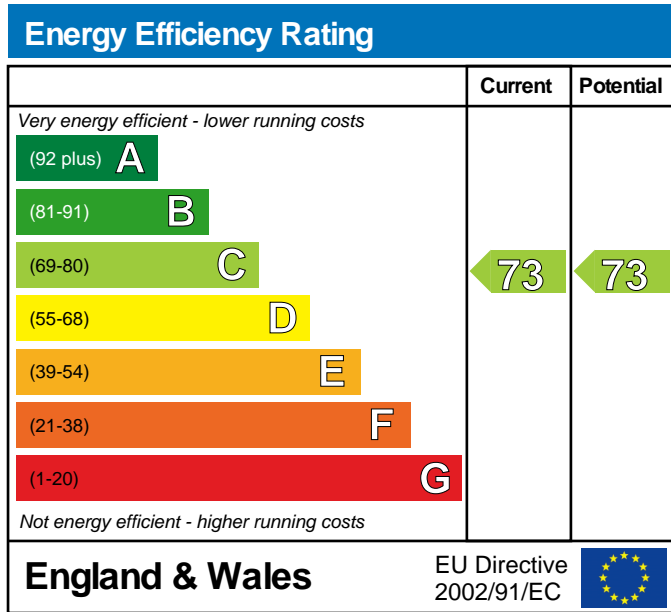 Energy Efficiency Rating
Current Potential
Very energy efficient - lower running costs
(92 plus) A
(81-91) B
(69-80) C 73 73
(55-68) D
(39-54) E
(21-38) F
(1-20) G
Not energy efficient - higher running costs
England & Wales
EU Directive
2002/91/EC